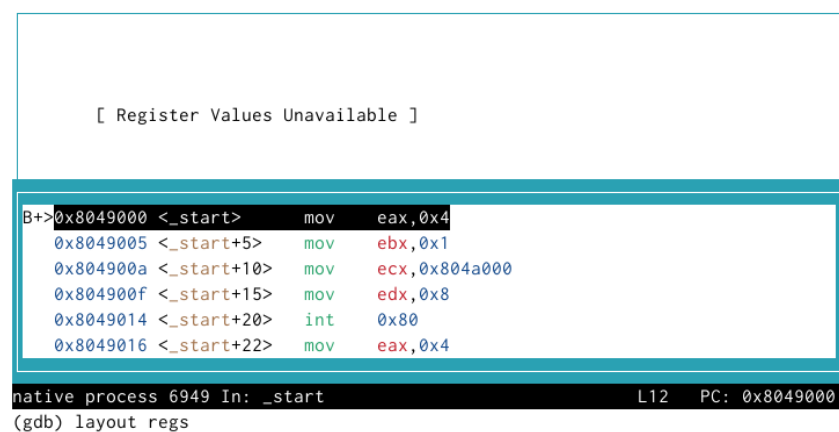 [ Register Values Unavailable ]
B+>0x8049000 <_start> mov eax,0x4
0x8049005 <_start+5> mov ebx,0x1
0x804900a <_start+10> mov ecx,0x804a000
0x804900f <_start+15> mov edx,0x8
0x8049014 <_start+20> int 0x80
0x8049016 <_start+22> mov eax,0x4
native process 6949 In: _start L12 PC: 0x8049000
(gdb) layout regs